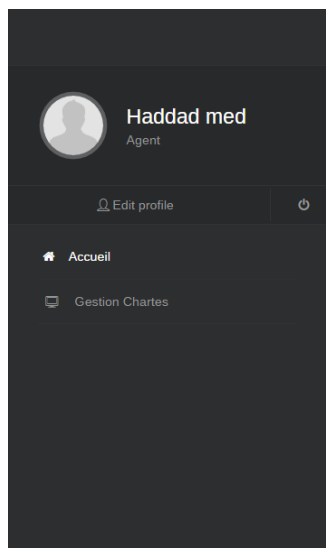 Haddad med
Agent
Edit profile
Accueil
Gestion Chartes